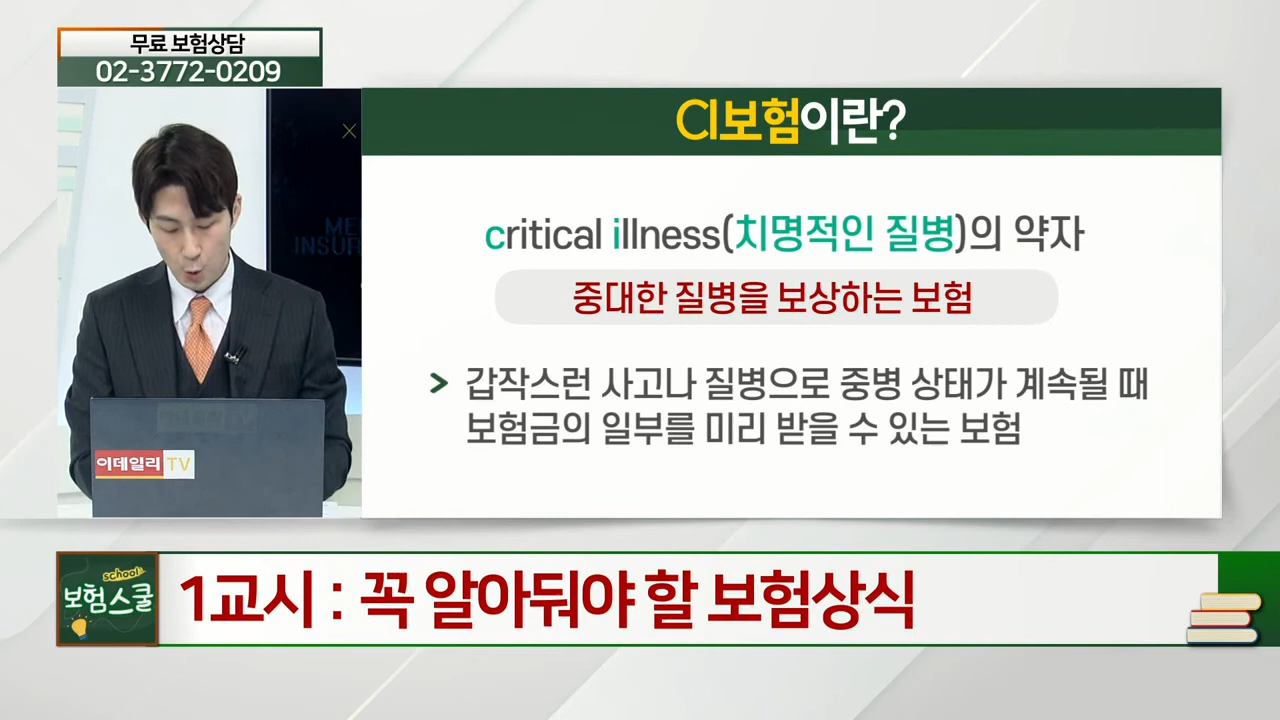 무료 보험상담
02-3772-0209
CI보험이란?
critical illness(치명적인 질병)의 약자
중대한 질병을 보상하는 보험
갑작스런 사고나 질병으로 중병 상태가 계속될 때
보험금의 일부를 미리 받을 수 있는 보험
이데일리 TV
school
보험스쿨
1교시 : 꼭 알아둬야 할 보험상식